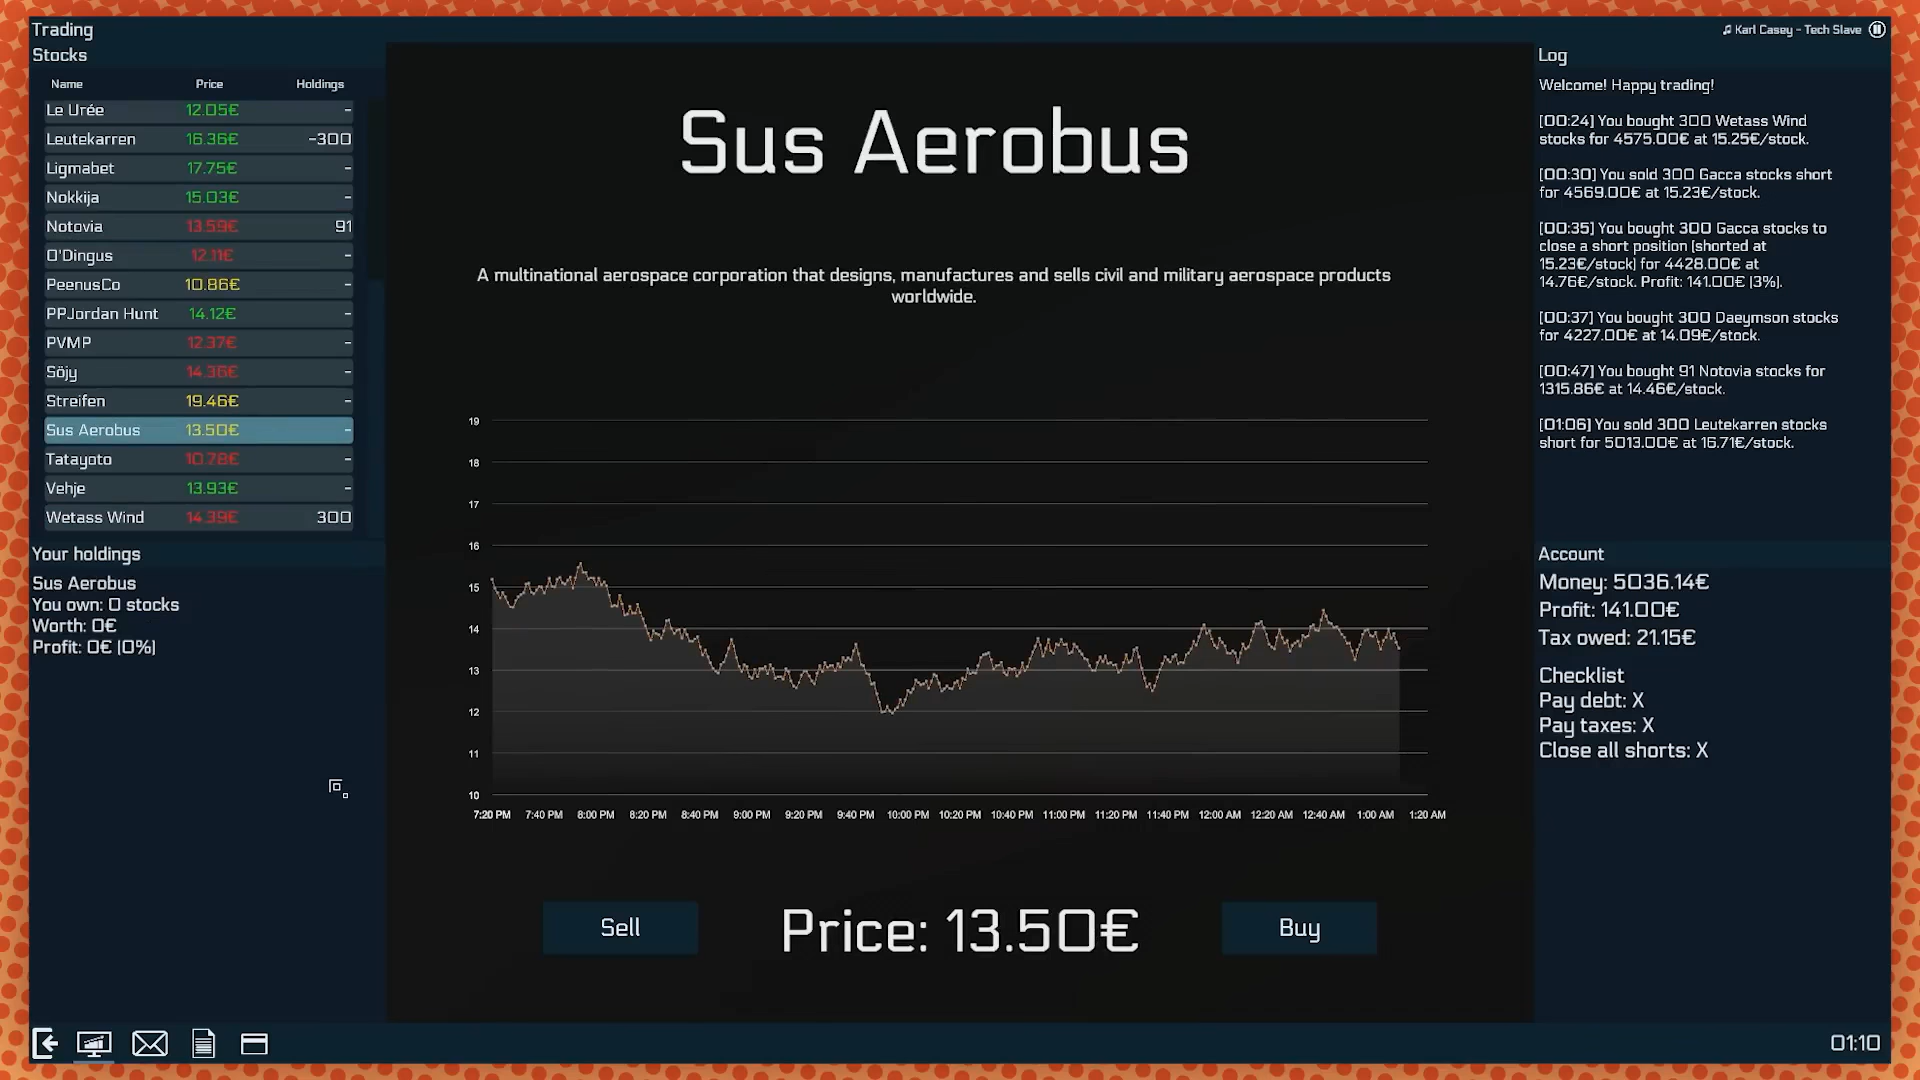 Trading
♫ Karl Casey - Tech Slave
Stocks
Name Price Holdings
Le Urée 12.05€ -
Leutekarren 16.36€ -300
Ligmabet 17.75€ -
Nokkija 15.03€ -
Notovia 13.59€ 91
O'Dingus 12.11€ -
PeenusCo 10.86€ -
PPJordan Hunt 14.12€ -
PVMP 12.37€ -
Söjy 14.36€ -
Streifen 19.46€ -
Sus Aerobus 13.50€ -
Tatayoto 10.78€ -
Vehje 13.93€ -
Wetass Wind 14.39€ 300
Your holdings
Sus Aerobus
You own: 0 stocks
Worth: 0€
Profit: 0€ (0%)
Sus Aerobus
A multinational aerospace corporation that designs, manufactures and sells civil and military aerospace products
worldwide.
19
18
17
16
15
14
13
12
11
10
7:20 PM 7:40 PM 8:00 PM 8:20 PM 8:40 PM 9:00 PM 9:20 PM 9:40 PM 10:00 PM 10:20 PM 10:40 PM 11:00 PM 11:20 PM 11:40 PM 12:00 AM 12:20 AM 12:40 AM 1:00 AM 1:20 AM
Sell
Price: 13.50€
Buy
Log
Welcome! Happy trading!
[00:24] You bought 300 Wetass Wind
stocks for 4575.00€ at 15.25€/stock.
[00:30] You sold 300 Gacca stocks short
for 4569.00€ at 15.23€/stock.
[00:35] You bought 300 Gacca stocks to
close a short position (shorted at
15.23€/stock) for 4428.00€ at
14.76€/stock. Profit: 141.00€ (3%).
[00:37] You bought 300 Daeymson stocks
for 4227.00€ at 14.09€/stock.
[00:47] You bought 91 Notovia stocks for
1315.86€ at 14.46€/stock.
[01:06] You sold 300 Leutekarren stocks
short for 5013.00€ at 16.71€/stock.
Account
Money: 5036.14€
Profit: 141.00€
Tax owed: 21.15€
Checklist
Pay debt: X
Pay taxes: X
Close all shorts: X
01:10